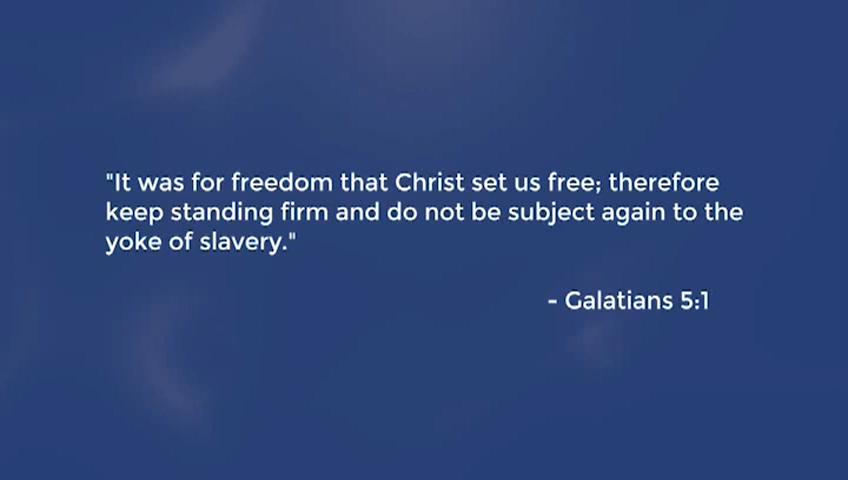 "It was for freedom that Christ set us free; therefore
keep standing firm and do not be subject again to the
yoke of slavery."
- Galatians 5:1